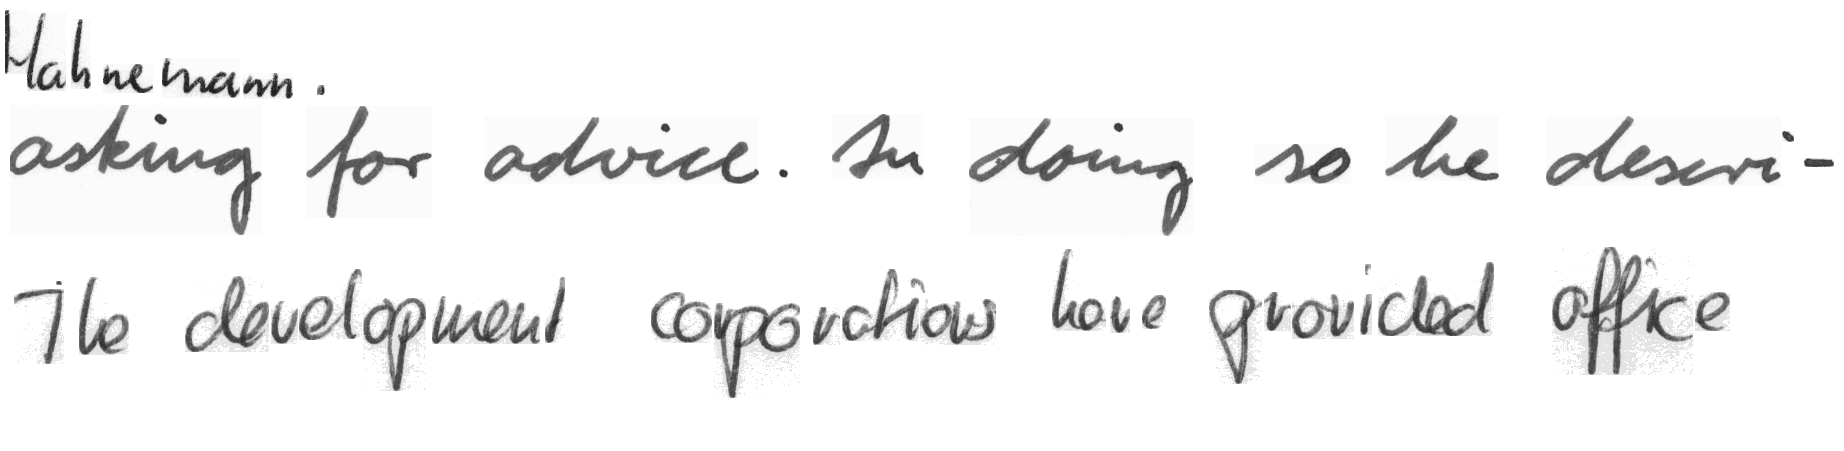 Hahnemann.
asking for advice. In doing so he descri-
The development corporations have provided office